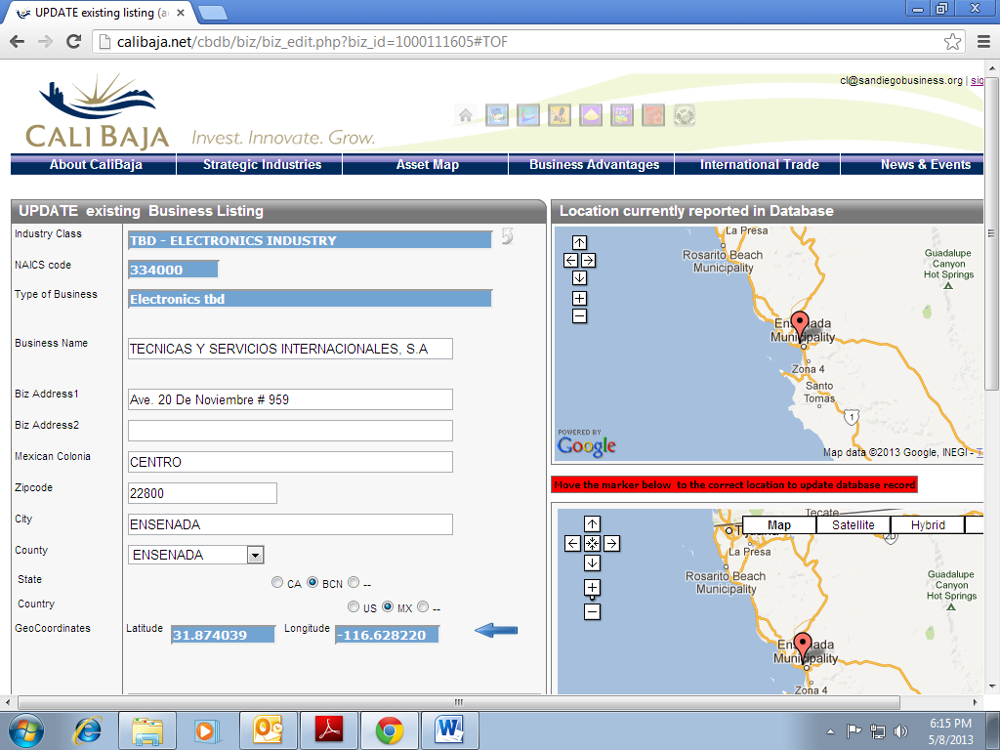 UPDATE existing listing (a
calibaja.net/cbdb/biz/biz_edit.php?biz_id=1000111605#TOF
cl@sandiegobusiness.org | sig
CALI BAJA Invest. Innovate. Grow.
About CaliBaja Strategic Industries Asset Map Business Advantages International Trade News & Events
UPDATE existing Business Listing
Industry Class TBD - ELECTRONICS INDUSTRY
NAICS code 334000
Type of Business Electronics tbd
Business Name TECNICAS Y SERVICIOS INTERNACIONALES, S.A
Biz Address1 Ave. 20 De Noviembre # 959
Biz Address2
Mexican Colonia CENTRO
Zipcode 22800
City ENSENADA
County ENSENADA
State CA BCN --
Country US MX --
GeoCoordinates Latitude 31.874039 Longitude -116.628220
Location currently reported in Database
La Presa
Rosarito Beach
Municipality
Guadalupe
Canyon
Hot Springs
Ensenada
Municipality
Zona 4
Santo
Tomas
1
POWERED BY
Google
Map data ©2013 Google, INEGI - T
Move the marker below to the correct location to update database record
Tecate
Map Satellite Hybrid
Tijuana
2D
La Presa
Rosarito Beach
Municipality
Guadalupe
Canyon
Hot Springs
Ensenada
Municipality
Zona 4
6:15 PM
5/8/2013